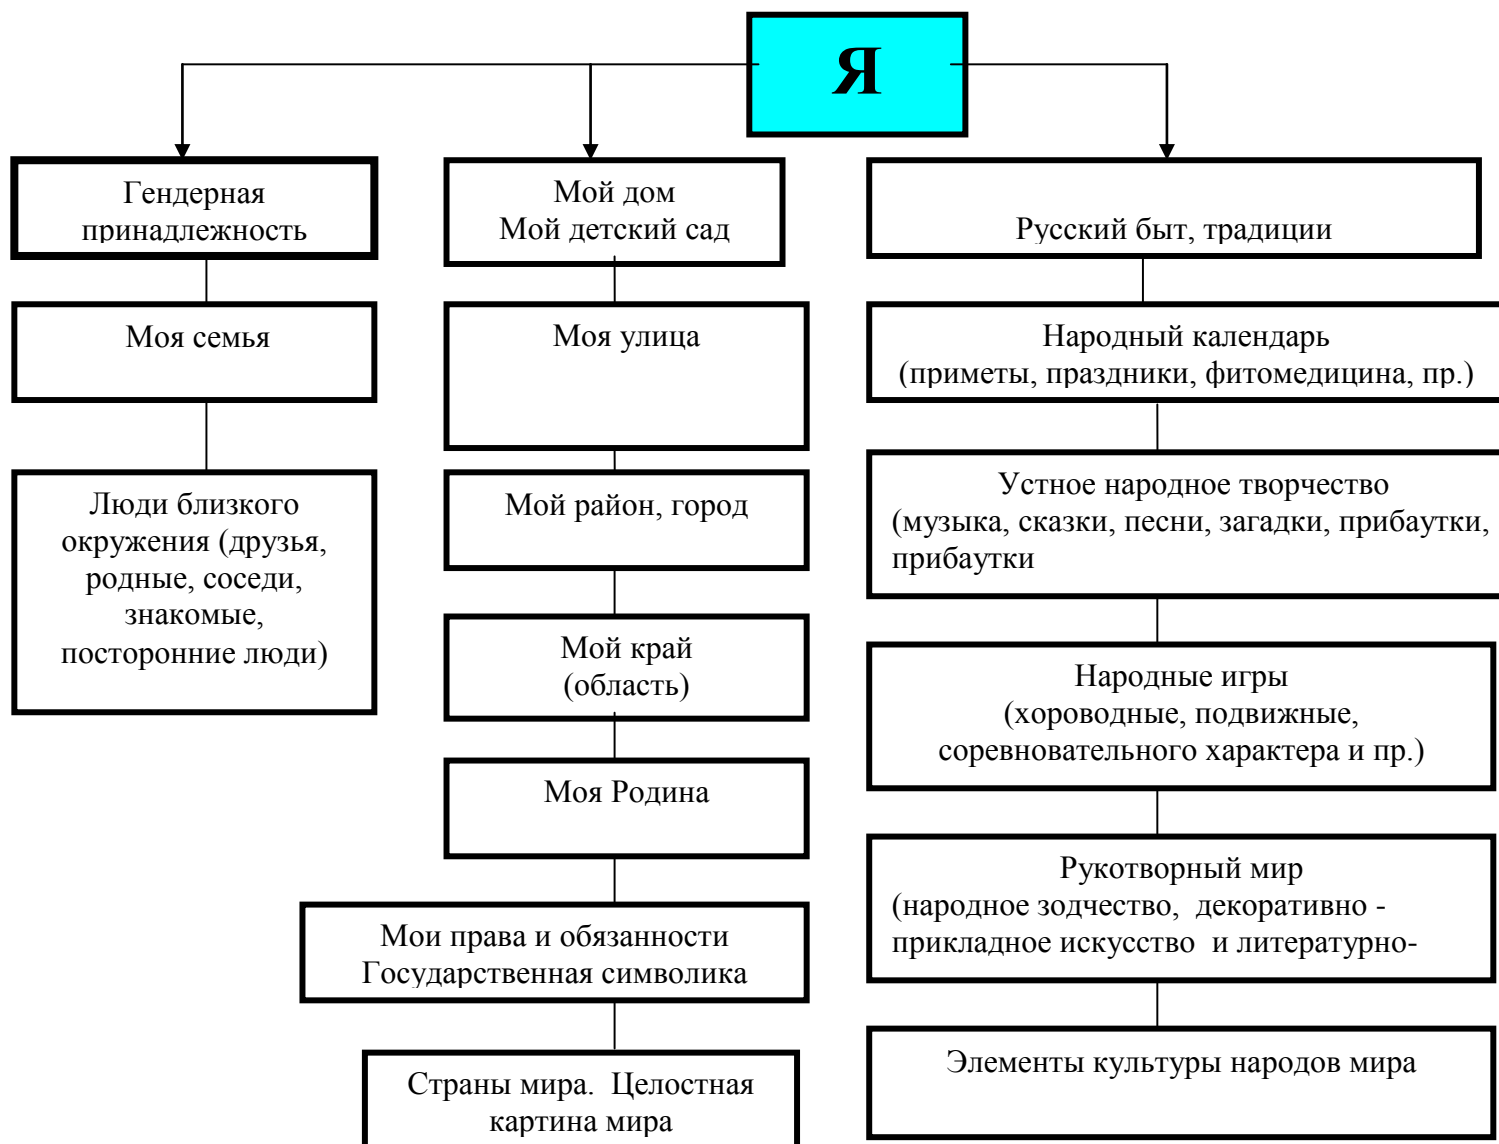 Я
Гендерная
принадлежность
Моя семья
Люди близкого
окружения (друзья,
родные, соседи,
знакомые,
посторонние люди)
Мой дом
Мой детский сад
Моя улица
Мой район, город
Мой край
(область)
Моя Родина
Мои права и обязанности
Государственная символика
Страны мира.  Целостная
картина мира
Русский быт, традиции
Народный календарь
(приметы, праздники, фитомедицина, пр.)
Устное народное творчество
(музыка, сказки, песни, загадки, прибаутки,
прибаутки
Народные игры
(хороводные, подвижные,
соревновательного характера и пр.)
Рукотворный мир
(народное зодчество,  декоративно -
прикладное искусство  и литературно-
Элементы культуры народов мира